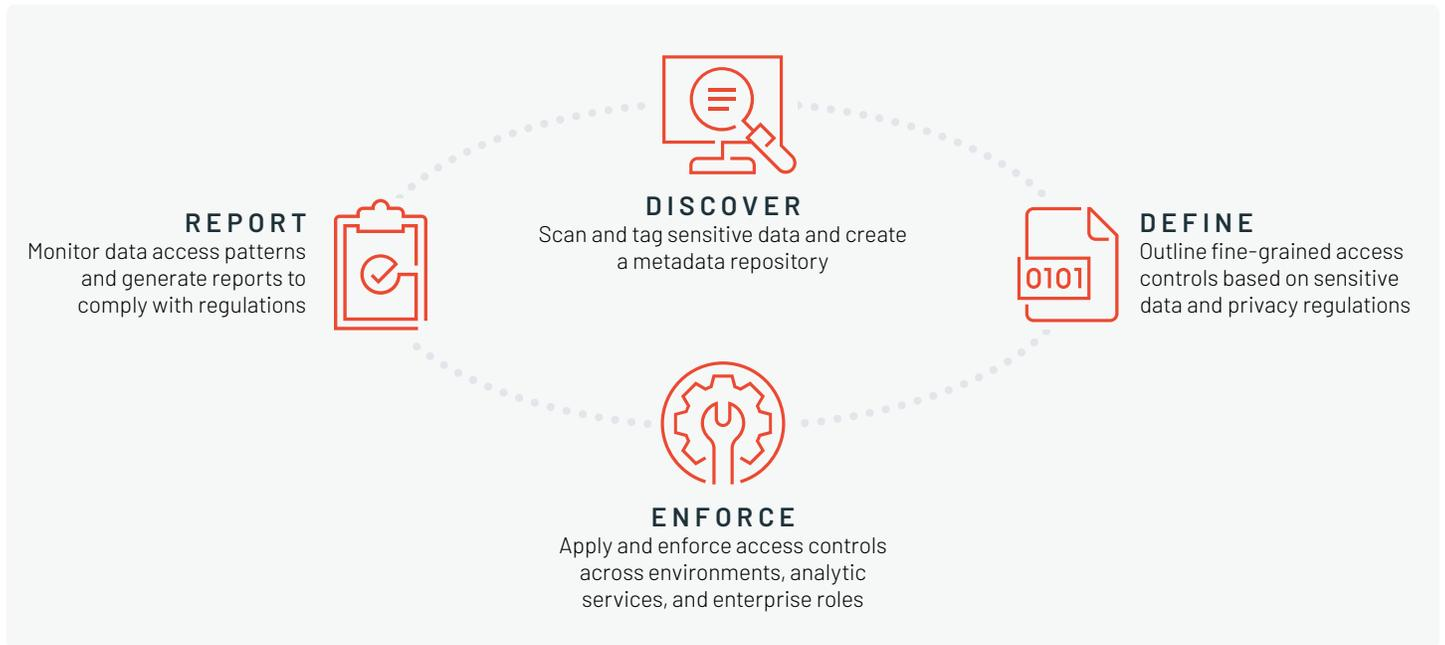 DISCOVER
Scan and tag sensitive data and create
a metadata repository
REPORT
Monitor data access patterns
and generate reports to
comply with regulations
0101
DEFINE
Outline fine-grained access
controls based on sensitive
data and privacy regulations
ENFORCE
Apply and enforce access controls
across environments, analytic
services, and enterprise roles